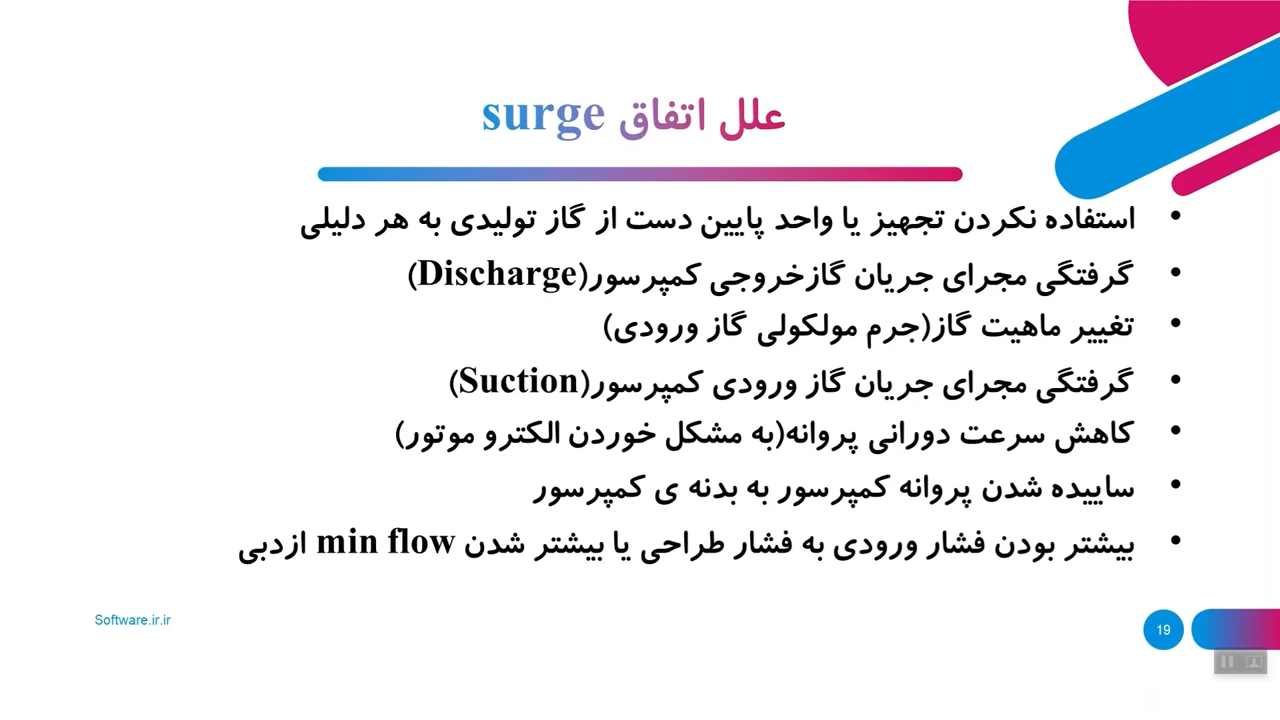 علل اتفاق surge
• استفاده نکردن تجهیز یا واحد پایین دست از گاز تولیدی به هر دلیلی
• گرفتگی مجرای جریان گازخروجی کمپرسور(Discharge)
• تغییر ماهیت گاز(جرم مولکولی گاز ورودی)
• گرفتگی مجرای جریان گاز ورودی کمپرسور(Suction)
• کاهش سرعت دورانی پروانه(به مشکل خوردن الکترو موتور)
• ساییده شدن پروانه کمپرسور به بدنه ی کمپرسور
• بیشتر بودن فشار ورودی به فشار طراحی یا بیشتر شدن min flow ازدبی
Software.ir.ir
19